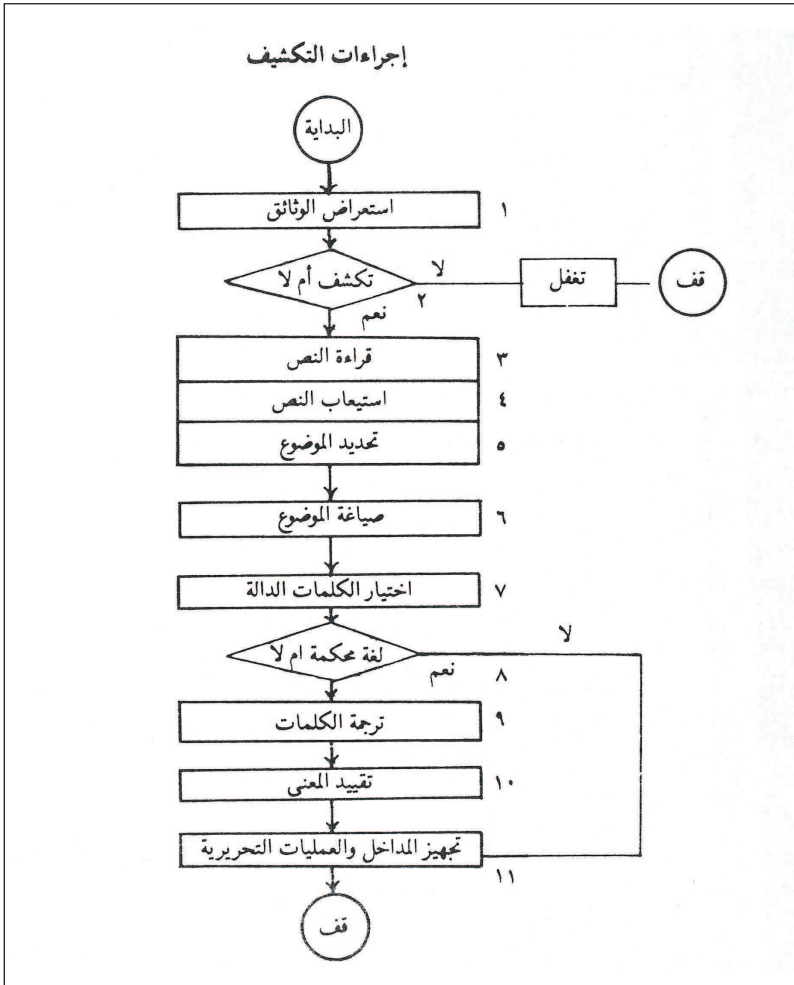 إجراءات التكشيف
البداية
استعراض الوثائق ١
تكشف أم لا ٢ لا تغفل قف
نعم
قراءة النص ٣
استيعاب النص ٤
تحديد الموضوع ٥
صياغة الموضوع ٦
اختيار الكلمات الدالة ٧
لغة محكمة ام لا ٨ لا
نعم
ترجمة الكلمات ٩
تقييد المعنى ١٠
تجهيز المداخل والعمليات التحريرية ١١
قف